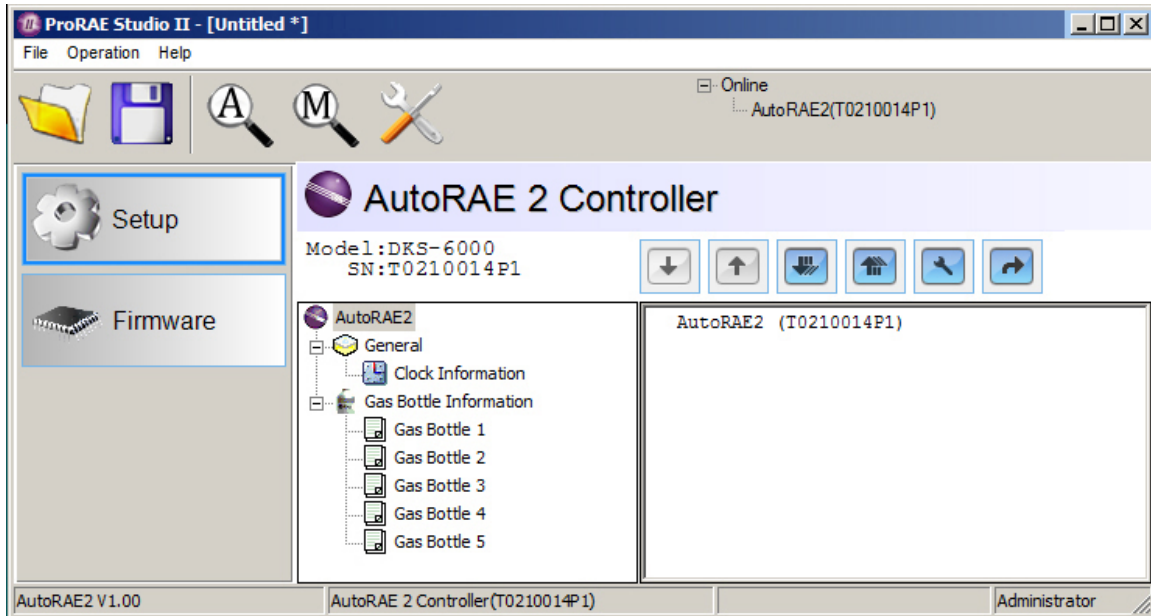 ProRAE Studio II - [Untitled *]
File Operation Help
A
M
Online
AutoRAE2(T0210014P1)
Setup
Firmware
AutoRAE 2 Controller
Model:DKS-6000
SN:T0210014P1
AutoRAE2
General
Clock Information
Gas Bottle Information
Gas Bottle 1
Gas Bottle 2
Gas Bottle 3
Gas Bottle 4
Gas Bottle 5
AutoRAE2 (T0210014P1)
AutoRAE2 V1.00
AutoRAE 2 Controller(T0210014P1)
Administrator